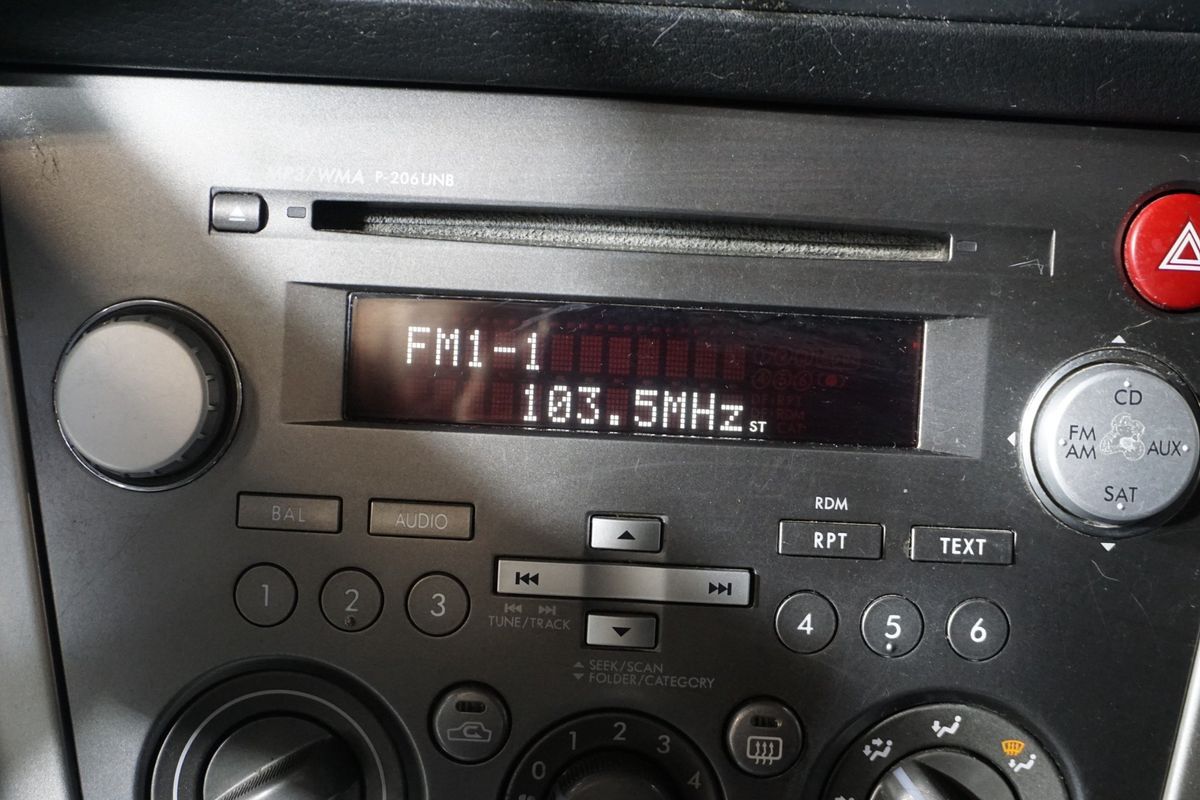 MP3/WMA P-206UNB
FM1-1
103.5MHz ST
CD
FM
AM
AUX
SAT
BAL
AUDIO
RDM
RPT
TEXT
1
2
3
TUNE/TRACK
4
5
6
SEEK/SCAN
FOLDER/CATEGORY
0
1
2
3
4